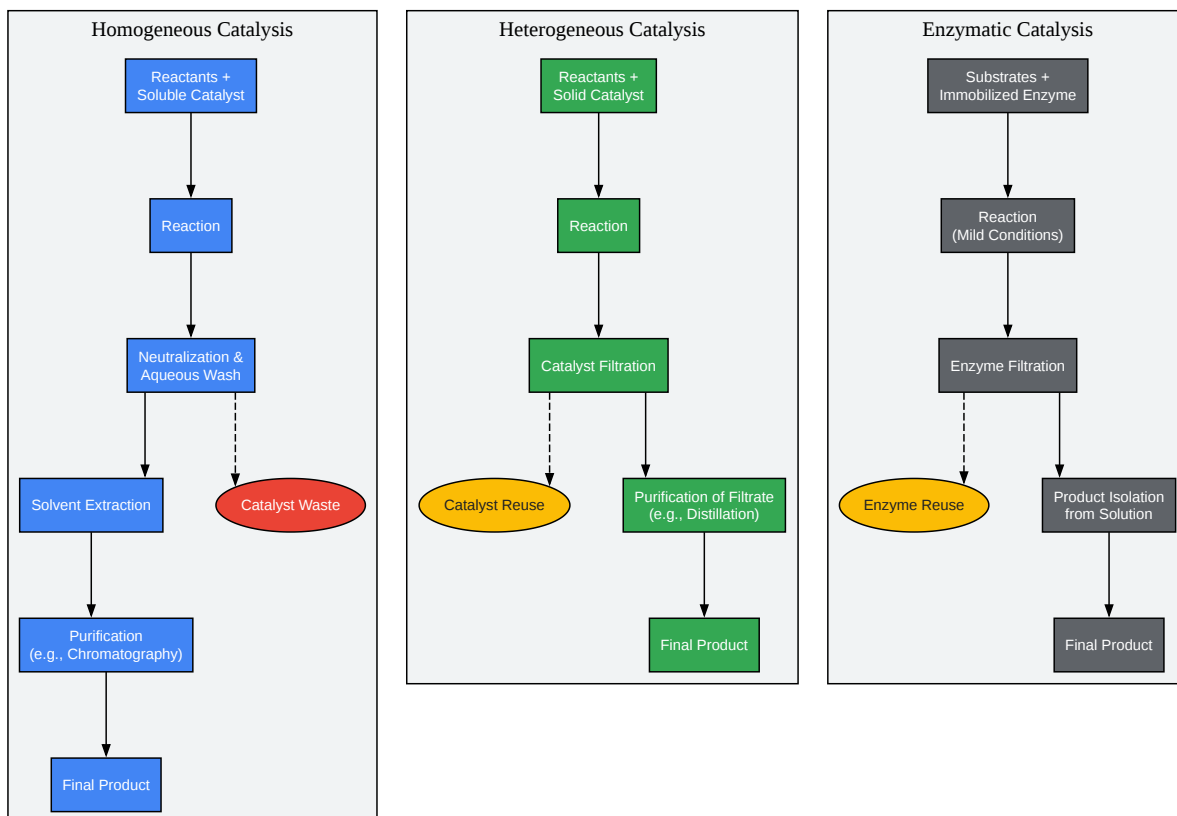 Homogeneous Catalysis
Reactants +
Soluble Catalyst
Reaction
Neutralization &
Aqueous Wash
Solvent Extraction
Catalyst Waste
Purification
(e.g., Chromatography)
Final Product
Heterogeneous Catalysis
Reactants +
Solid Catalyst
Reaction
Catalyst Filtration
Catalyst Reuse
Purification of Filtrate
(e.g., Distillation)
Final Product
Enzymatic Catalysis
Substrates +
Immobilized Enzyme
Reaction
(Mild Conditions)
Enzyme Filtration
Enzyme Reuse
Product Isolation
from Solution
Final Product